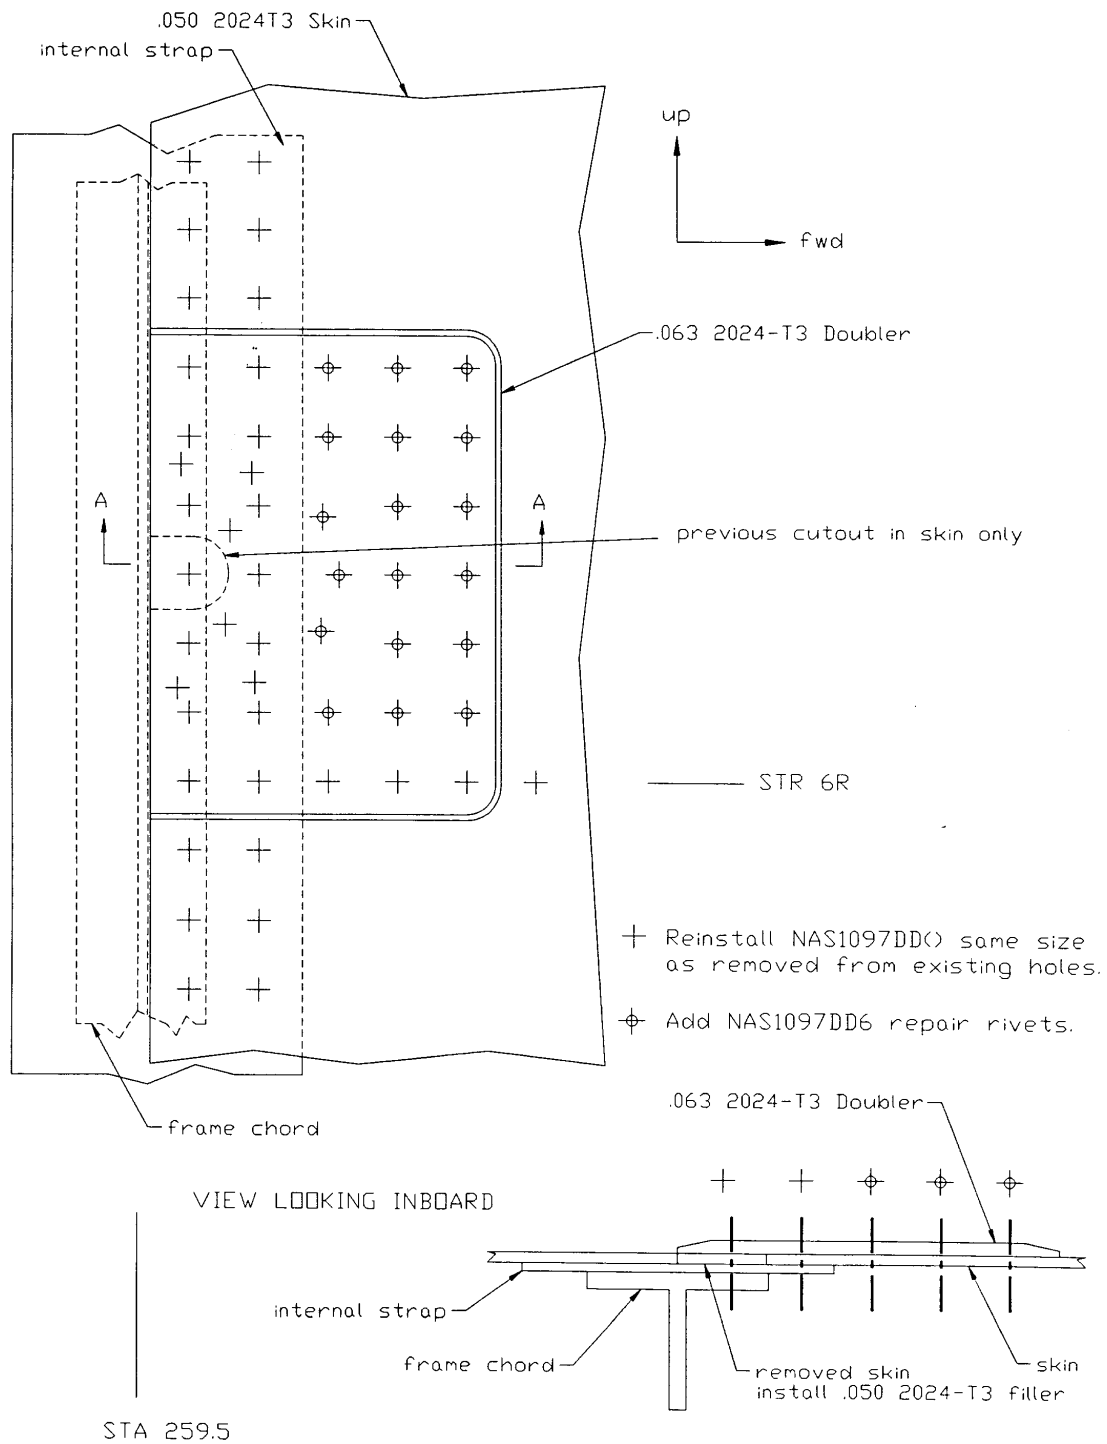 .050 2024T3 Skin
internal strap
up
fwd
.063 2024-T3 Doubler
A
A
previous cutout in skin only
STR 6R
Reinstall NAS1097DD() same size
as removed from existing holes.
Add NAS1097DD6 repair rivets.
.063 2024-T3 Doubler
frame chord
VIEW LOOKING INBOARD
internal strap
frame chord
removed skin
install .050 2024-T3 filler
skin
STA 259.5